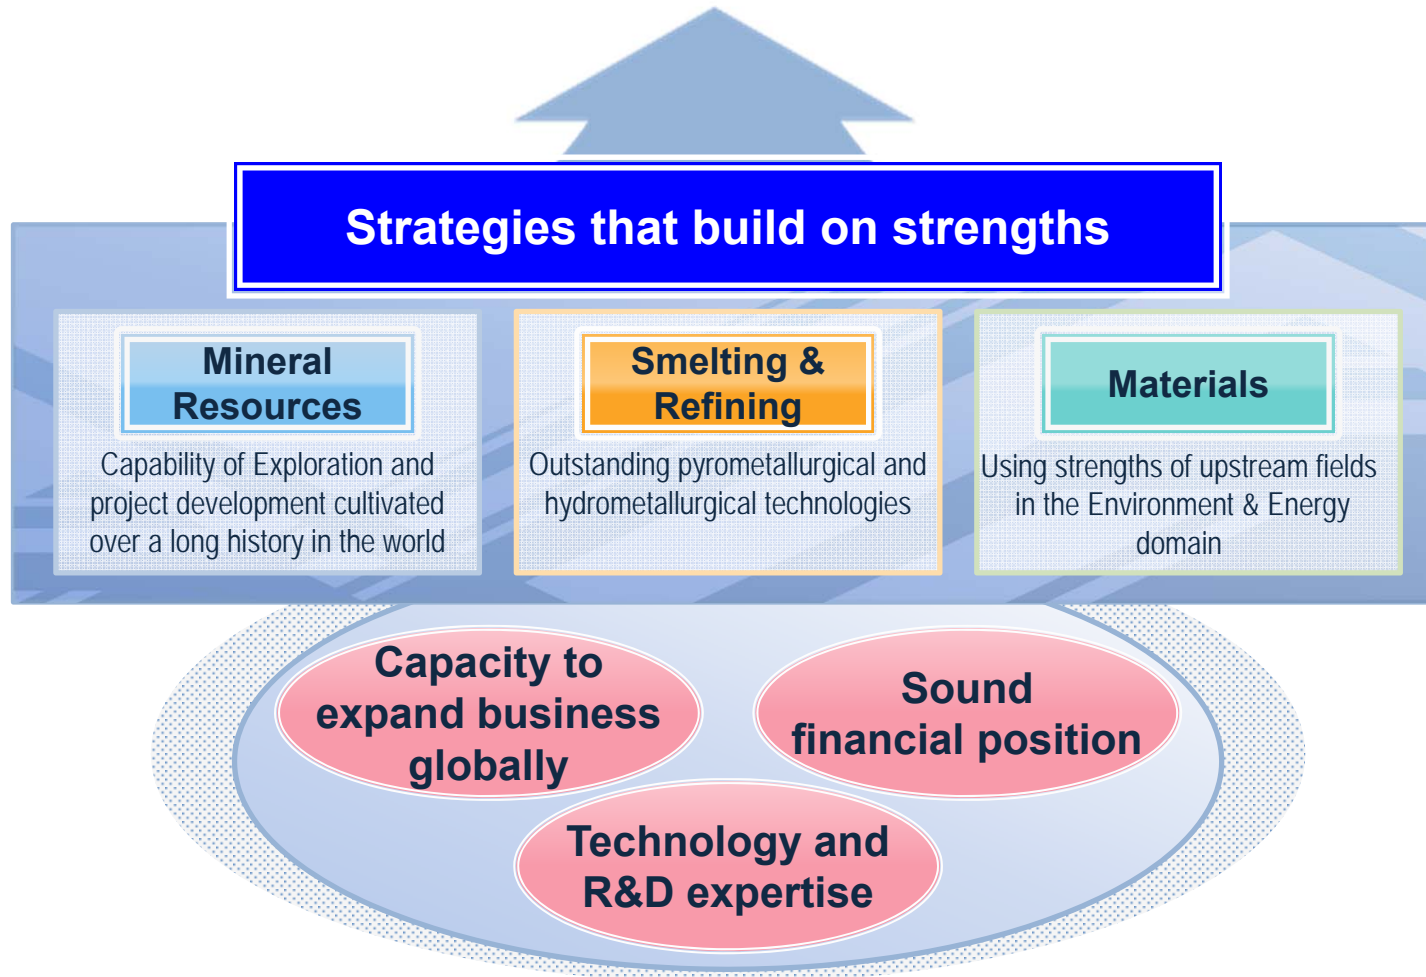 Strategies that build on strengths
Mineral
Resources
Capability of Exploration and
project development cultivated
over a long history in the world
Smelting &
Refining
Outstanding pyrometallurgical and
hydrometallurgical technologies
Materials
Using strengths of upstream fields
in the Environment & Energy
domain
Capacity to
expand business
globally
Sound
financial position
Technology and
R&D expertise